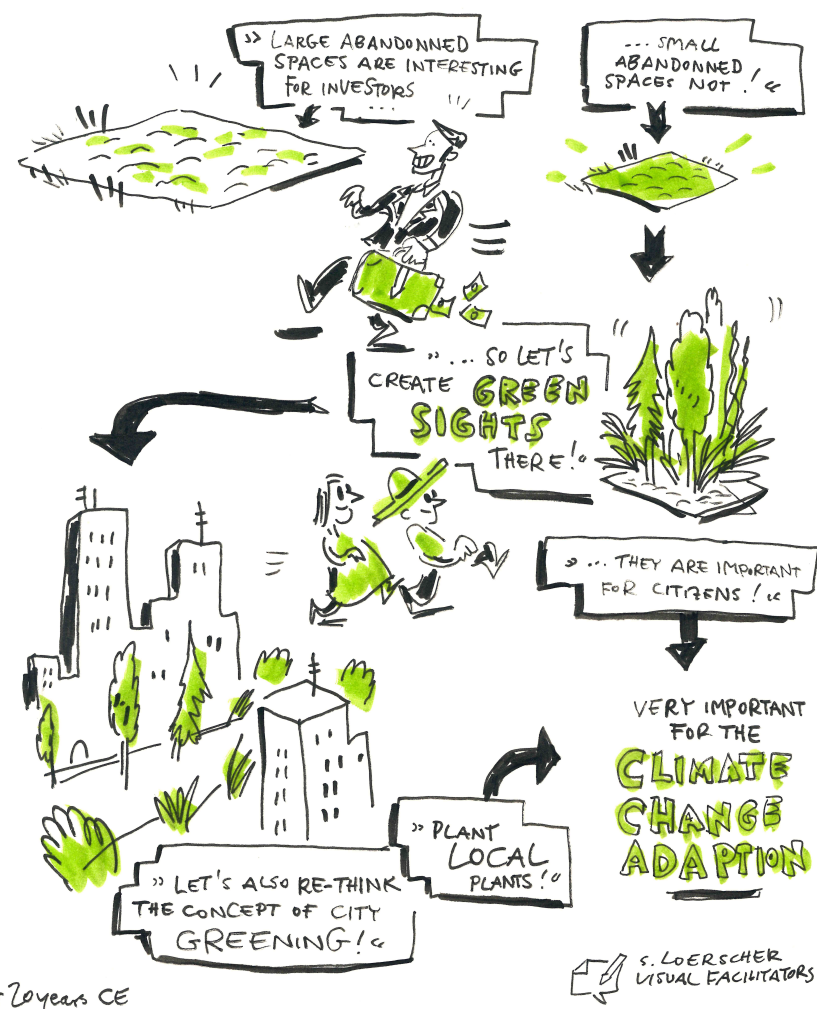 » LARGE ABANDONNED
SPACES ARE INTERESTING
FOR INVESTORS
...
... SMALL
ABANDONNED
SPACES NOT! «
» ... SO LET'S
CREATE GREEN
SIGHTS
THERE! «
» ... THEY ARE IMPORTANT
FOR CITIZENS! «
VERY IMPORTANT
FOR THE
CLIMATE
CHANGE
ADAPTION
» PLANT
LOCAL
PLANTS! «
» LET'S ALSO RE-THINK
THE CONCEPT OF CITY
GREENING! «
S. LOERSCHER
VISUAL FACILITATORS
20 years CE